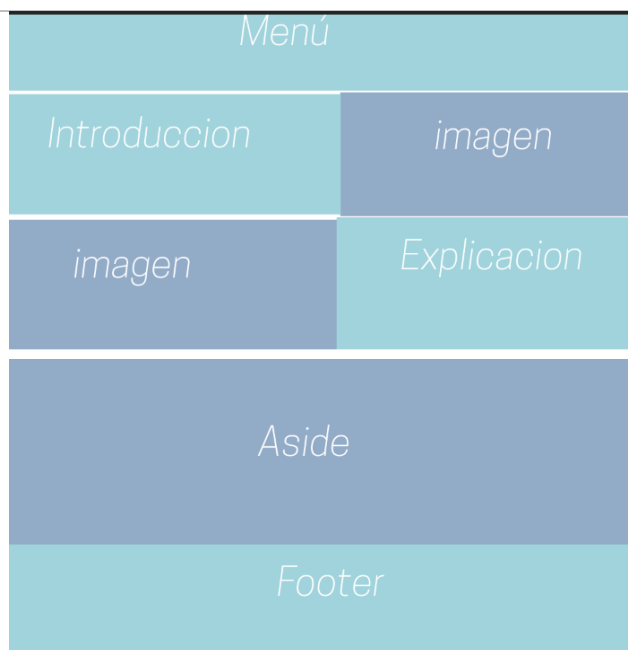 Menú
Introduccion
imagen
imagen
Explicacion
Aside
Footer